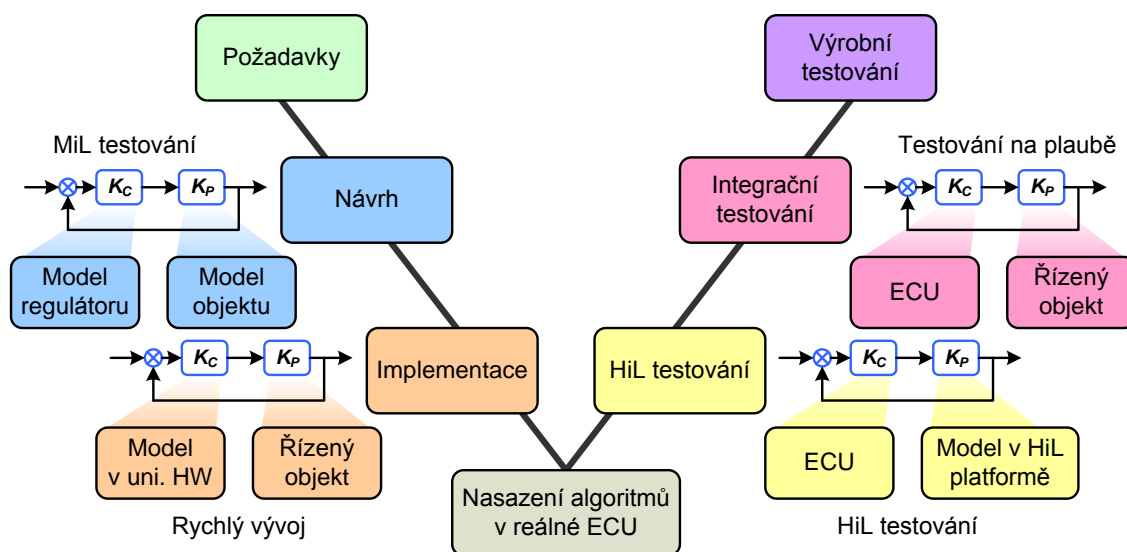 Požadavky
Výrobní
testování
MiL testování
Testování na plaubě
K_C
K_P
Návrh
Integrační
testování
K_C
K_P
Model
regulátoru
Model
objektu
ECU
Řízený
objekt
K_C
K_P
Implementace
HiL testování
K_C
K_P
Model
v uni. HW
Řízený
objekt
ECU
Model v HiL
platformě
Rychlý vývoj
Nasazení algoritmů
v reálné ECU
HiL testování